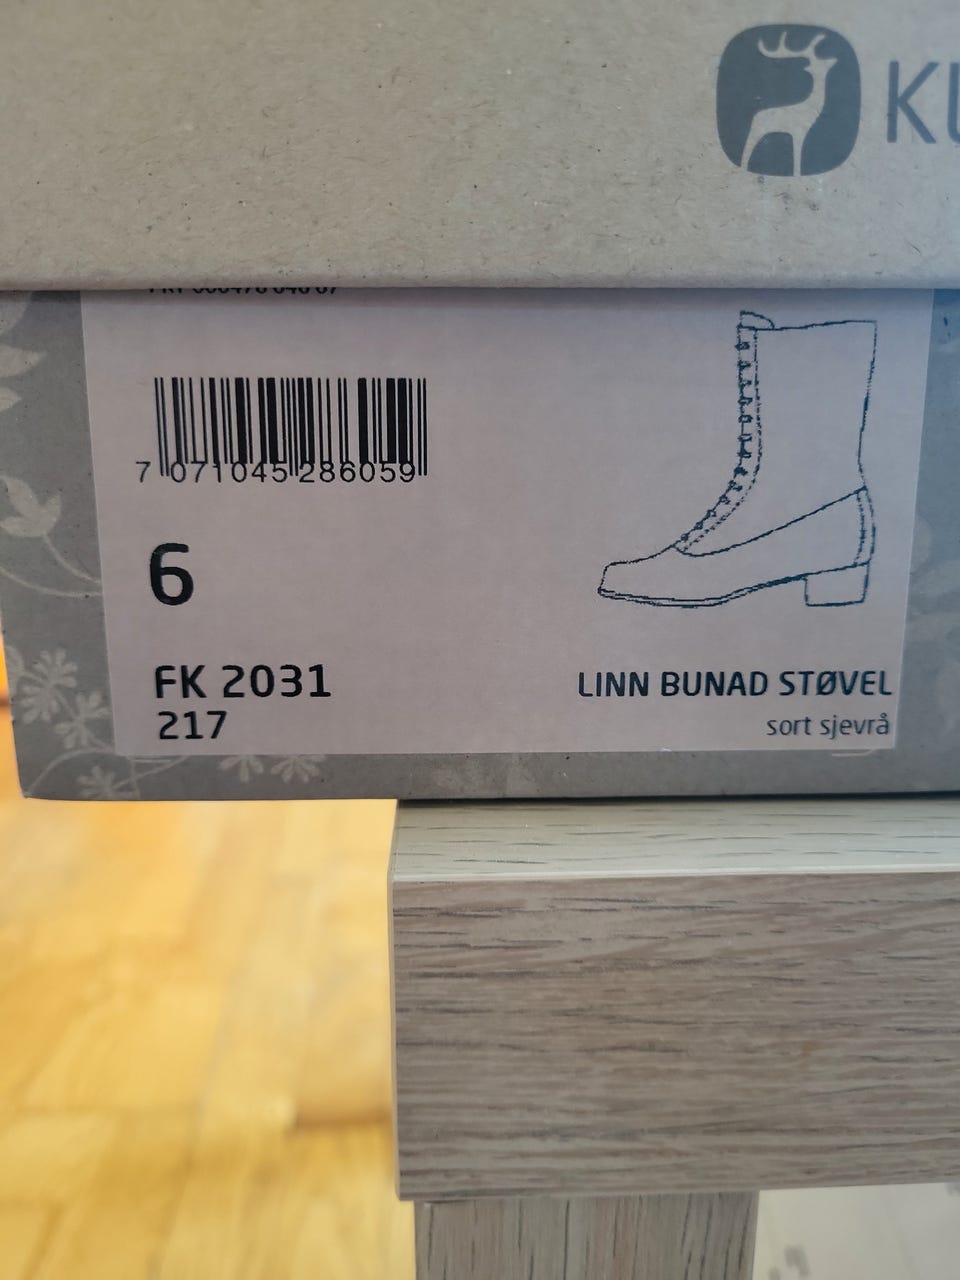 KL
7 071045 286059
6
FK 2031
217
LINN BUNAD STØVEL
sort sjevrå